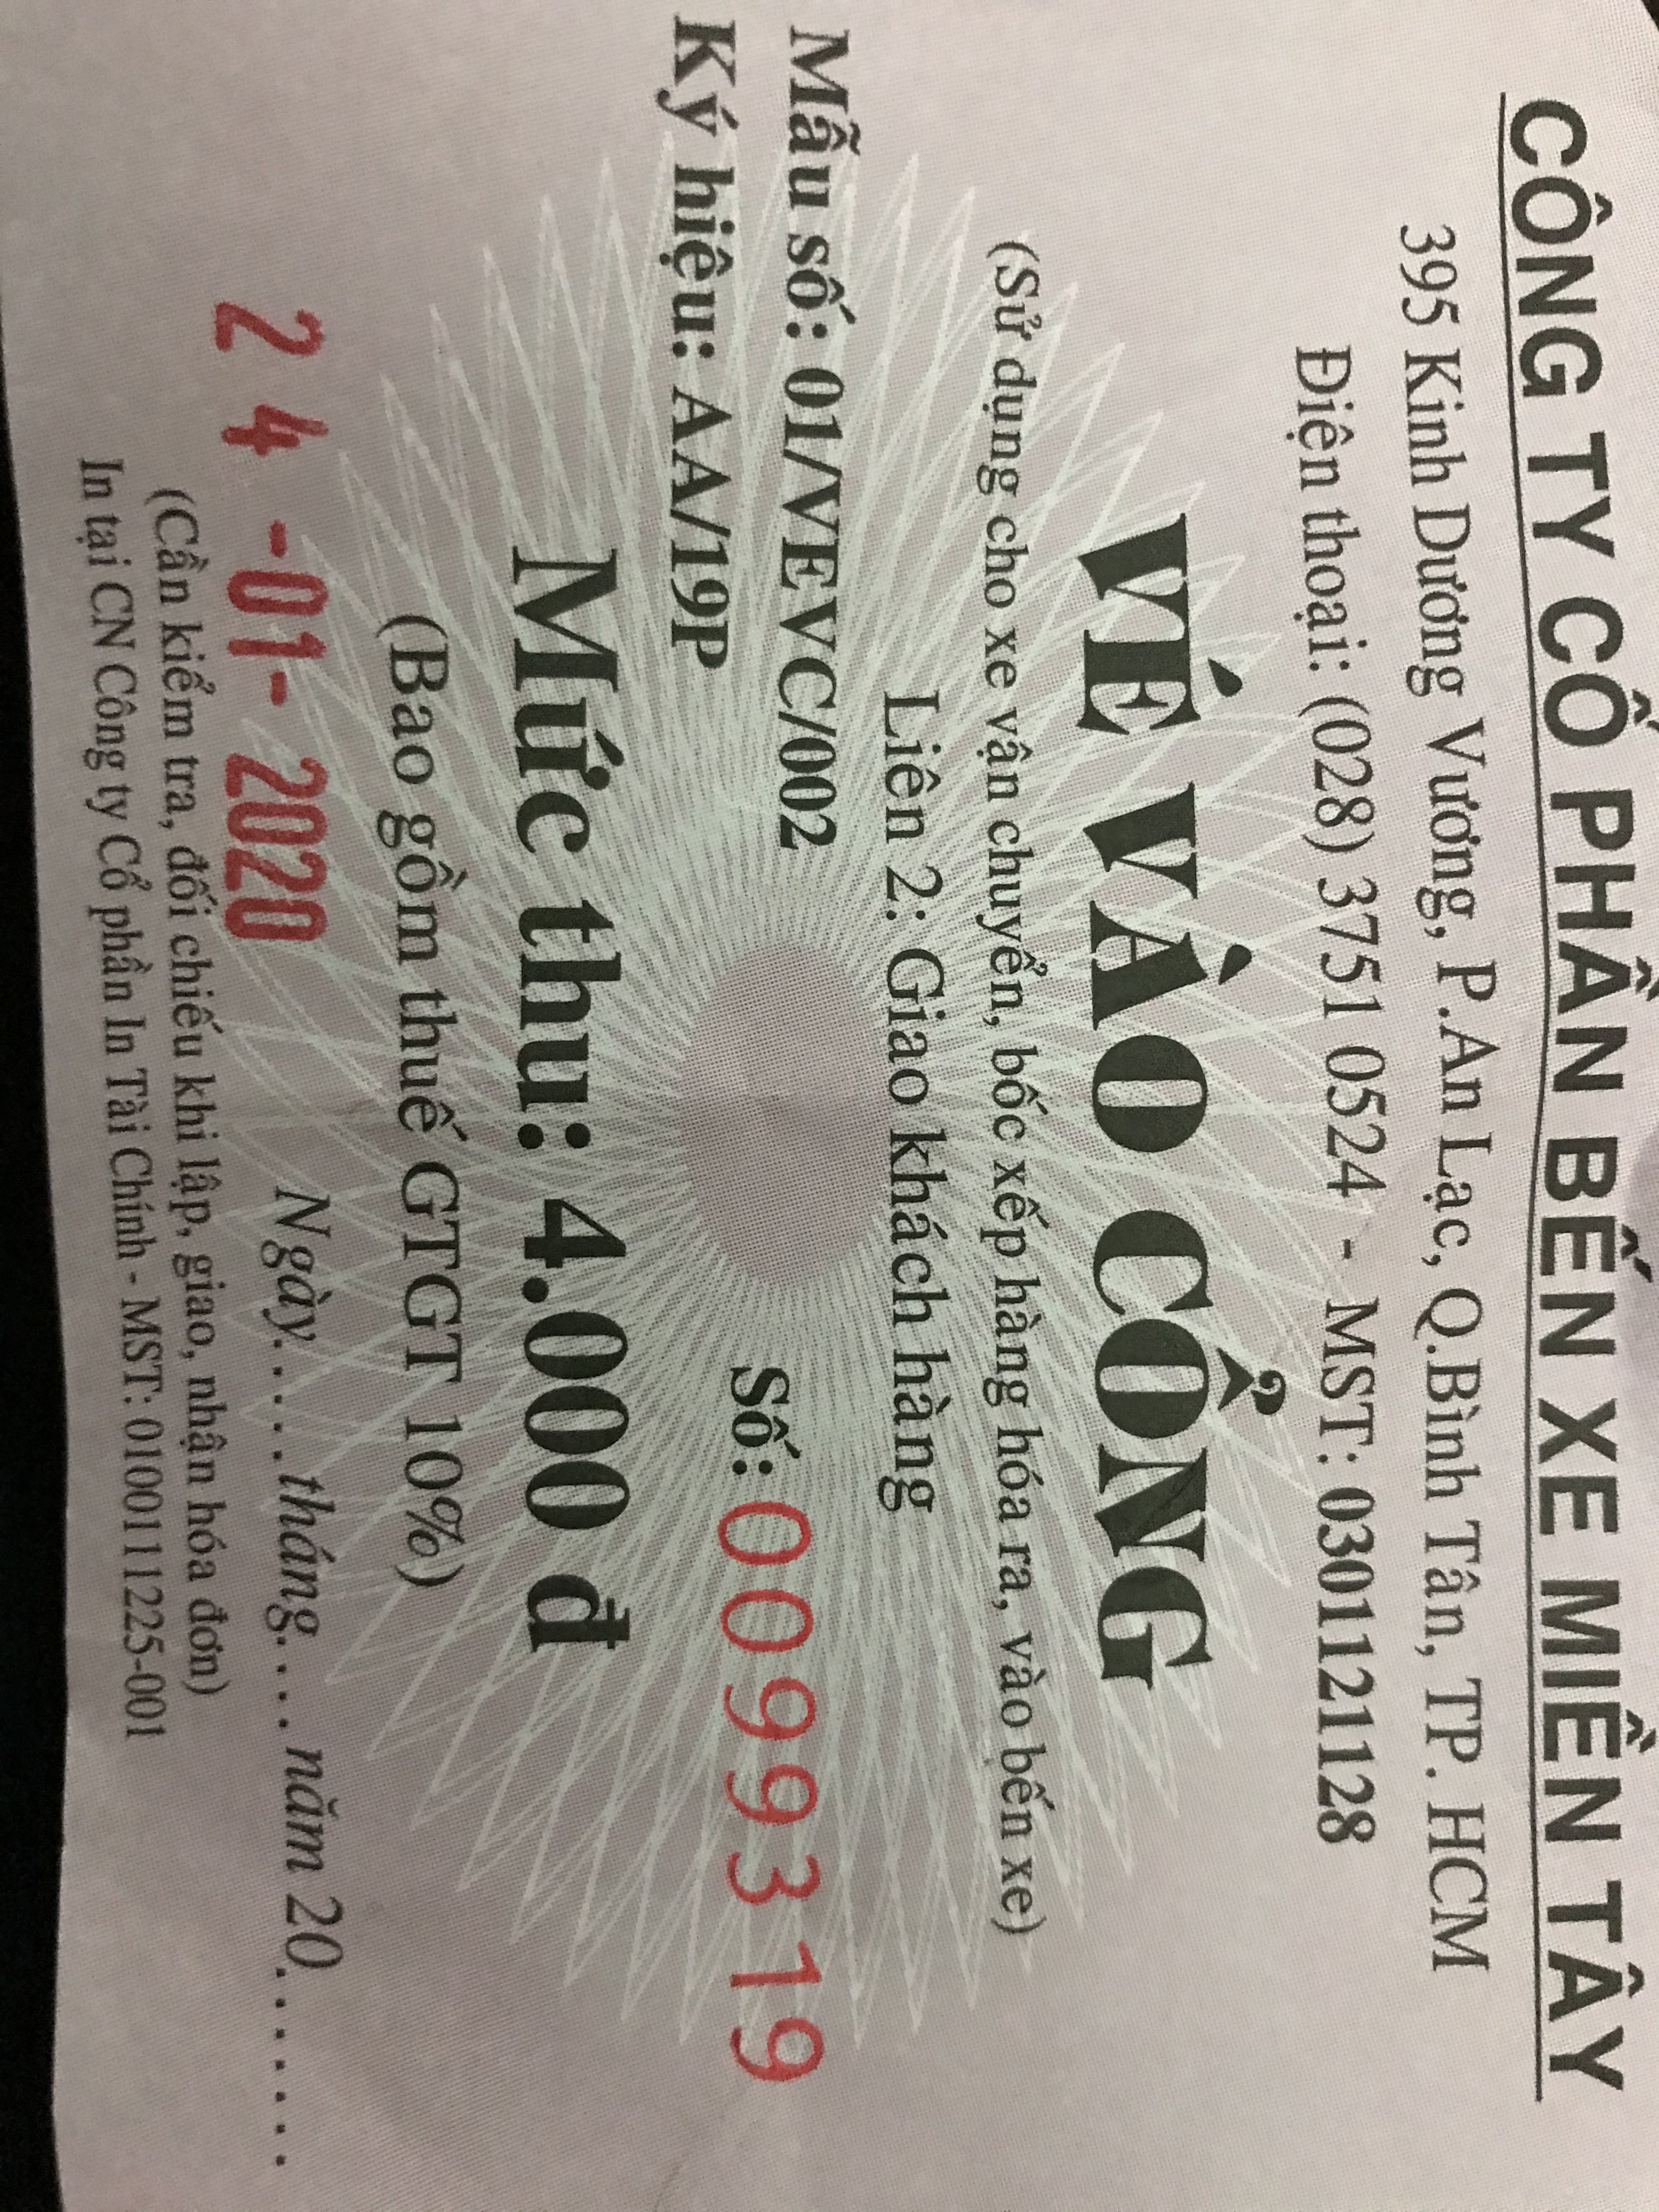 CÔNG TY CỔ PHẦN BẾN XE MIỀN TÂY
395 Kinh Dương Vương, P.An Lạc, Q.Bình Tân, TP. HCM
Điện thoại: (028) 3751 0524 - MST: 0301121128
VÉ VÀO CỔNG
(Sử dụng cho xe vận chuyển, bốc xếp hàng hóa ra, vào bến xe)
Liên 2: Giao khách hàng
Mẫu số: 01/VEVC/002
Ký hiệu: AA/19P
Số: 0099319
Mức thu: 4.000 đ
(Bao gồm thuế GTGT 10%)
Ngày.....tháng....năm 20.......
24-01-2020
(Cần kiểm tra, đối chiếu khi lập, giao, nhận hóa đơn)
In tại CN Công ty Cổ phần In Tài Chính - MST: 0100111225-001